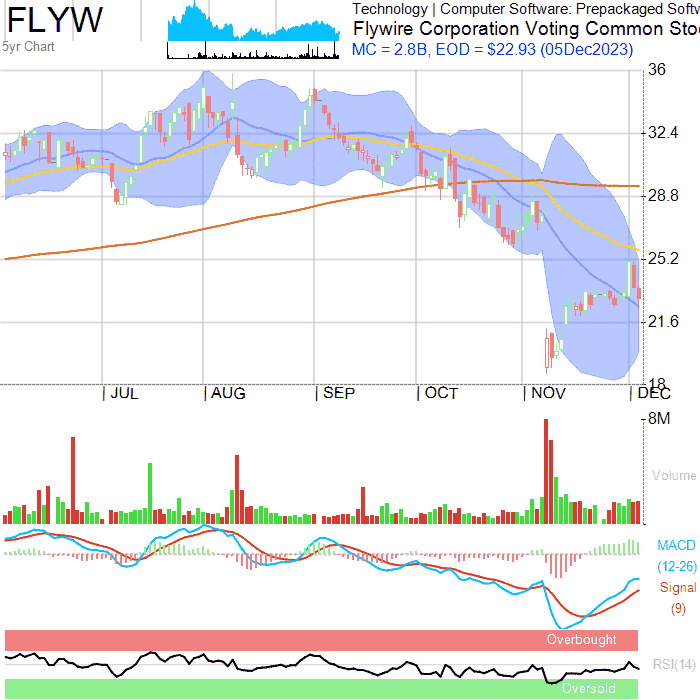 FLYW
5yr Chart
Technology | Computer Software: Prepackaged Softw
Flywire Corporation Voting Common Sto
MC = 2.8B, EOD = $22.93 (05Dec2023)
36
32.4
28.8
25.2
21.6
18
JUL AUG SEP OCT NOV DEC
8M
Volume
MACD
(12-26)
Signal
(9)
Overbought
RSI(14)
Oversold